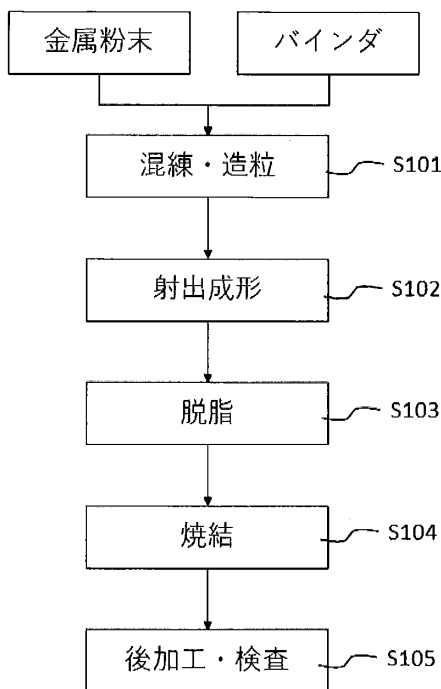 金属粉末
バインダ
混練・造粒
S101
射出成形
S102
脱脂
S103
焼結
S104
後加工・検査
S105